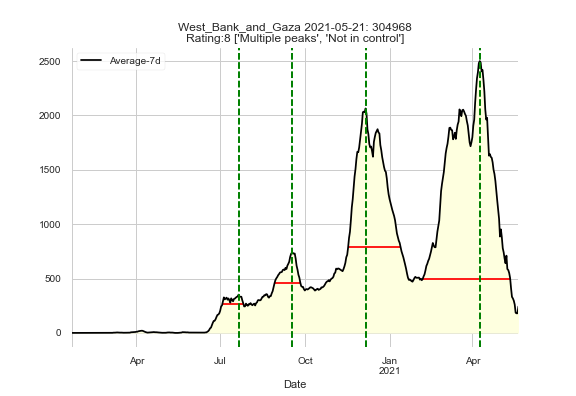 West_Bank_and_Gaza 2021-05-21: 304968
Rating:8 ['Multiple peaks', 'Not in control']
Average-7d
2500
2000
1500
1000
500
0
Apr Jul Oct Jan Apr
2021
Date